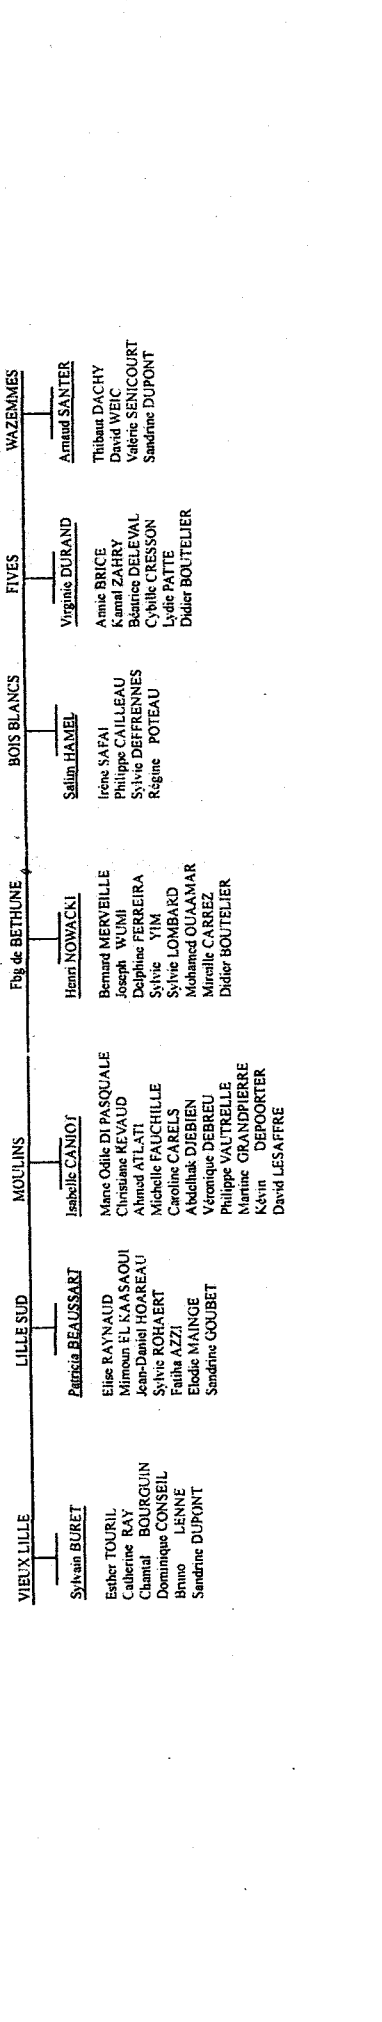 VIEUX LILLE
Sylvain BURET
Esther TOURIL
Catherine RAY
Chantal BOURGUIN
Dominique CONSEIL
Bruno LENNE
Sandrine DUPONT
LILLE SUD
Patricia BEAUSSART
Elise RAYNAUD
Mimoun EL KAASAOUI
Jean-Daniel HOAREAU
Sylvie ROHAERT
Fatiha AZZI
Elodie MAINGE
Sandrine GOUBET
MOULINS
Isabelle CANIOT
Marie Odile DI PASQUALE
Christiane KEVAUD
Ahmed ATLATI
Michelle FAUCHILLE
Caroline CARELS
Abdelhak DJEBIEN
Véronique DEBREU
Philippe VAUTRELLE
Martine GRANDPIERRE
Kévin DEPOORTER
David LESAFFRE
Fbg de BETHUNE
Henri NOWACKI
Bernard MERVEILLE
Joseph WUMI
Delphine FERREIRA
Sylvie YIM
Sylvie LOMBARD
Mohamed OUAAMAR
Mireille CARREZ
Didier BOUTELIER
BOIS BLANCS
Salim HAMEL
Irène SAFAI
Philippe CAILLEAU
Sylvie DEFFRENNES
Régine POTEAU
FIVES
Virginie DURAND
Annie BRICE
Kamal ZAHRY
Béatrice DELEVAL
Cybille CRESSON
Lydie PATTE
Didier BOUTELIER
WAZEMMES
Arnaud SANTER
Thibaut DACHY
David WEIC
Valérie SENICOURT
Sandrine DUPONT